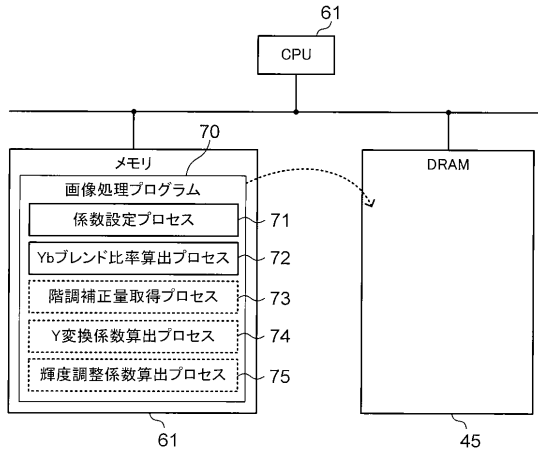 61
CPU
メモリ
70
画像処理プログラム
係数設定プロセス
71
Ybブレンド比率算出プロセス
72
階調補正量取得プロセス
73
Y変換係数算出プロセス
74
輝度調整係数算出プロセス
75
61
DRAM
45